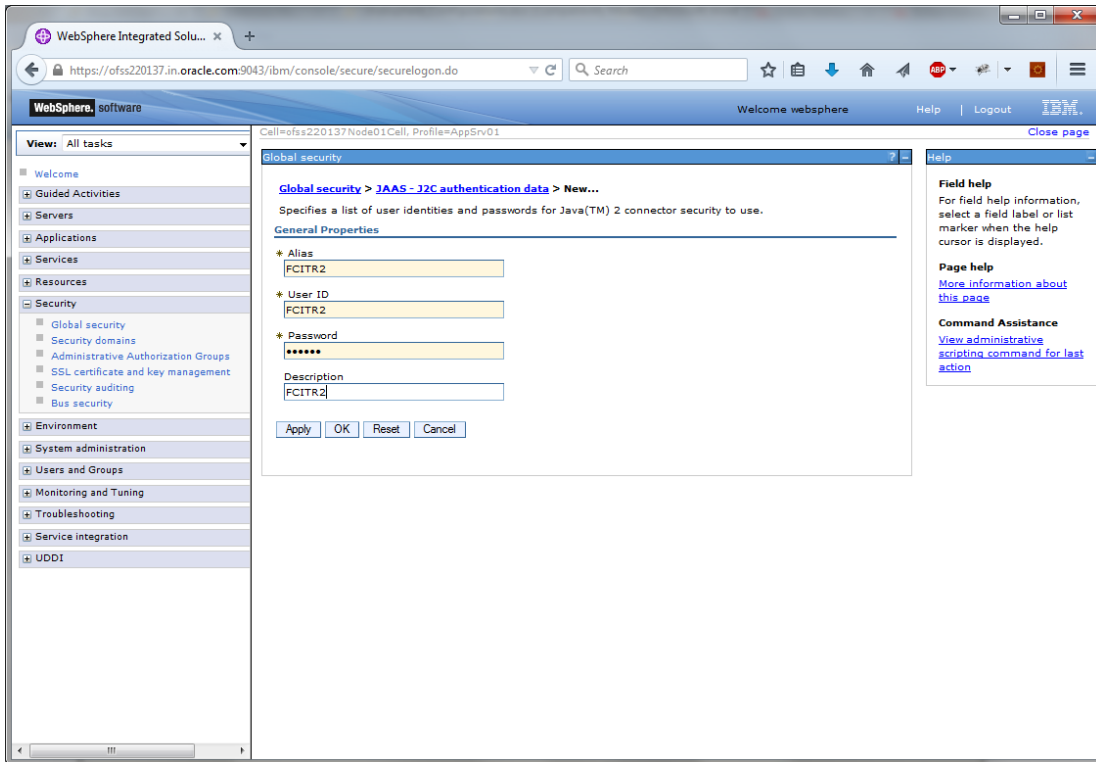 WebSphere Integrated Solu... ×
+
https://ofss220137.in.oracle.com:9043/ibm/console/secure/securelogon.do
Search
ABP
WebSphere. software
Welcome websphere
Help | Logout
IBM.
View: All tasks
Welcome
Guided Activities
Servers
Applications
Services
Resources
Security
Global security
Security domains
Administrative Authorization Groups
SSL certificate and key management
Security auditing
Bus security
Environment
System administration
Users and Groups
Monitoring and Tuning
Troubleshooting
Service integration
UDDI
Cell=ofss220137Node01Cell, Profile=AppSrv01
Close page
Global security
? –
Global security > JAAS - J2C authentication data > New...
Specifies a list of user identities and passwords for Java(TM) 2 connector security to use.
General Properties
* Alias
FCITR2
* User ID
FCITR2
* Password
••••••
Description
FCITR2
Apply OK Reset Cancel
Help
Field help
For field help information,
select a field label or list
marker when the help
cursor is displayed.
Page help
More information about
this page
Command Assistance
View administrative
scripting command for last
action